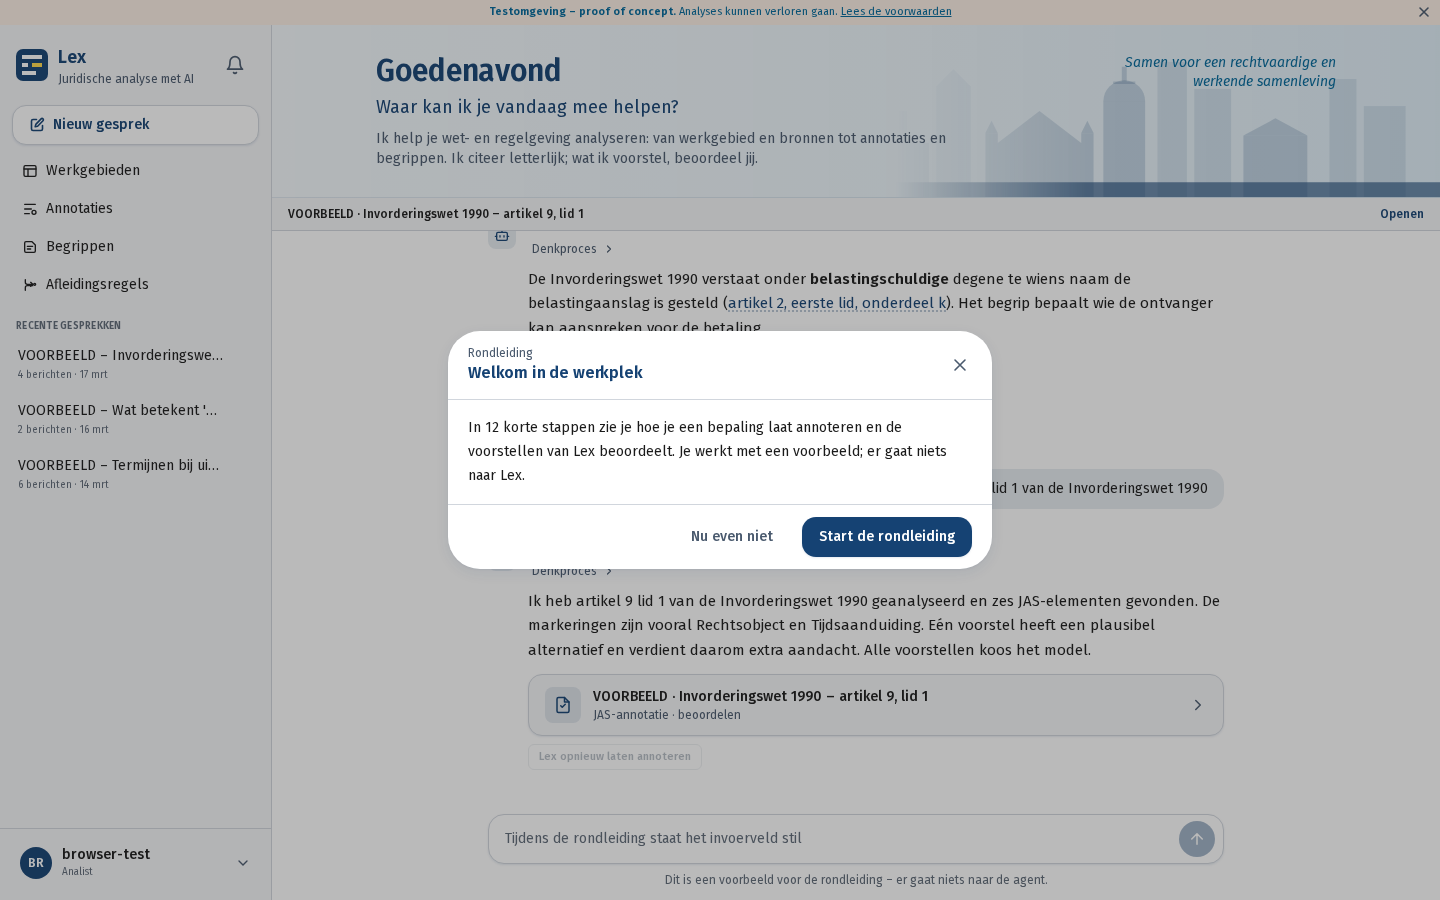 Testomgeving – proof of concept. Analyses kunnen verloren gaan. Lees de voorwaarden
Lex
Juridische analyse met AI
Nieuw gesprek
Werkgebieden
Annotaties
Begrippen
Afleidingsregels
RECENTE GESPREKKEN
VOORBEELD – Invorderingswe…
4 berichten · 17 mrt
VOORBEELD – Wat betekent '…
2 berichten · 16 mrt
VOORBEELD – Termijnen bij ui…
6 berichten · 14 mrt
BR
browser-test
Analist
Goedenavond
Waar kan ik je vandaag mee helpen?
Ik help je wet- en regelgeving analyseren: van werkgebied en bronnen tot annotaties en
begrippen. Ik citeer letterlijk; wat ik voorstel, beoordeel jij.
Samen voor een rechtvaardige en
werkende samenleving
VOORBEELD · Invorderingswet 1990 – artikel 9, lid 1
Openen
Denkproces
De Invorderingswet 1990 verstaat onder belastingschuldige degene te wiens naam de
belastingaanslag is gesteld (artikel 2, eerste lid, onderdeel k). Het begrip bepaalt wie de ontvanger
kan aanspreken voor de betaling.
Rondleiding
Welkom in de werkplek
In 12 korte stappen zie je hoe je een bepaling laat annoteren en de
voorstellen van Lex beoordeelt. Je werkt met een voorbeeld; er gaat niets
naar Lex.
Nu even niet
Start de rondleiding
lid 1 van de Invorderingswet 1990
Denkproces
Ik heb artikel 9 lid 1 van de Invorderingswet 1990 geanalyseerd en zes JAS-elementen gevonden. De
markeringen zijn vooral Rechtsobject en Tijdsaanduiding. Eén voorstel heeft een plausibel
alternatief en verdient daarom extra aandacht. Alle voorstellen koos het model.
VOORBEELD · Invorderingswet 1990 – artikel 9, lid 1
JAS-annotatie · beoordelen
Lex opnieuw laten annoteren
Tijdens de rondleiding staat het invoerveld stil
Dit is een voorbeeld voor de rondleiding – er gaat niets naar de agent.